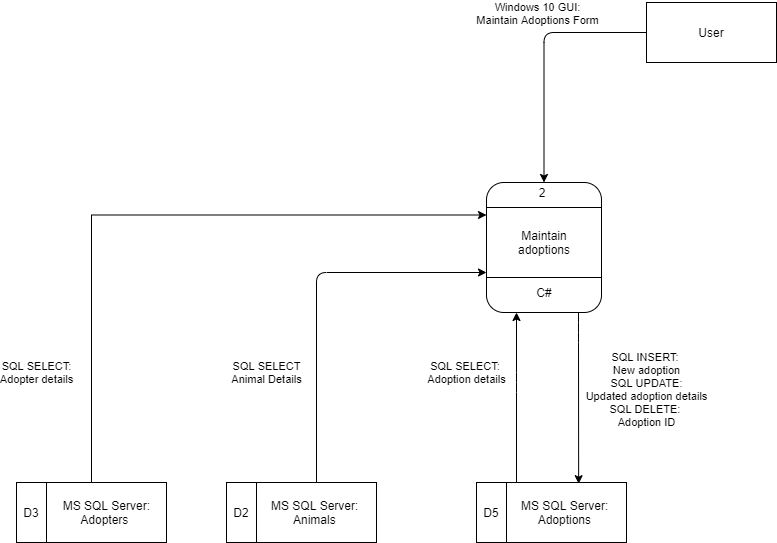 Windows 10 GUI:
Maintain Adoptions Form
User
2
Maintain
adoptions
C#
SQL SELECT:
Adopter details
SQL SELECT
Animal Details
SQL SELECT:
Adoption details
SQL INSERT:
New adoption
SQL UPDATE:
Updated adoption details
SQL DELETE:
Adoption ID
D3
MS SQL Server:
Adopters
D2
MS SQL Server:
Animals
D5
MS SQL Server:
Adoptions